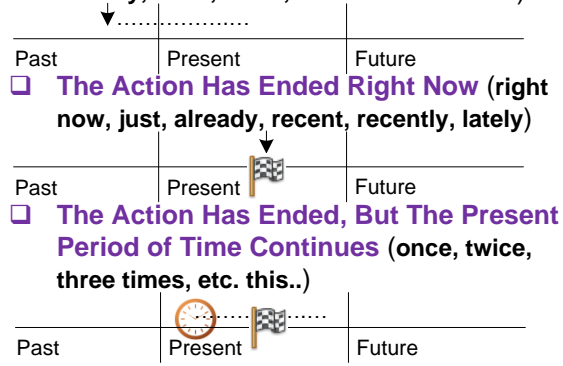 Past Present Future
❑ The Action Has Ended Right Now (right
now, just, already, recent, recently, lately)
Past Present Future
❑ The Action Has Ended, But The Present
Period of Time Continues (once, twice,
three times, etc. this..)
Past Present Future